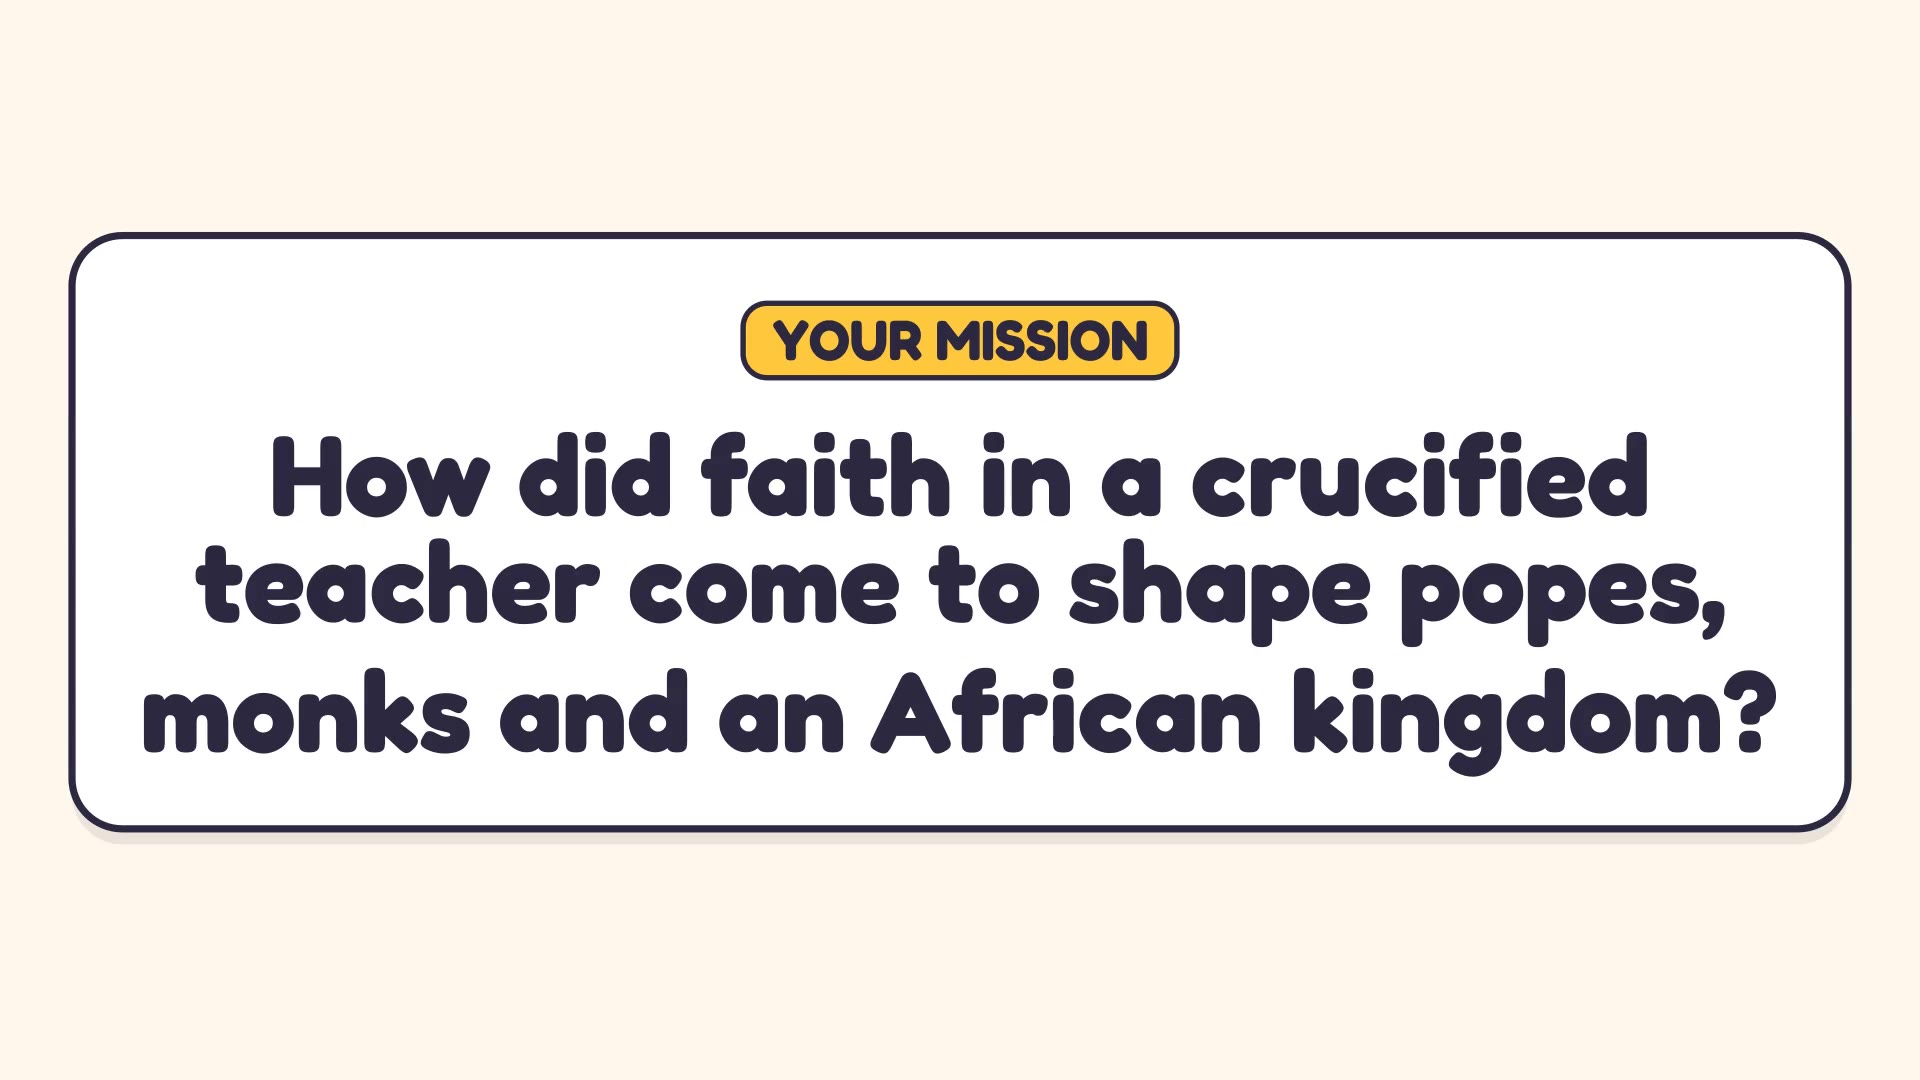 YOUR MISSION
How did faith in a crucified
teacher come to shape popes,
monks and an African kingdom?